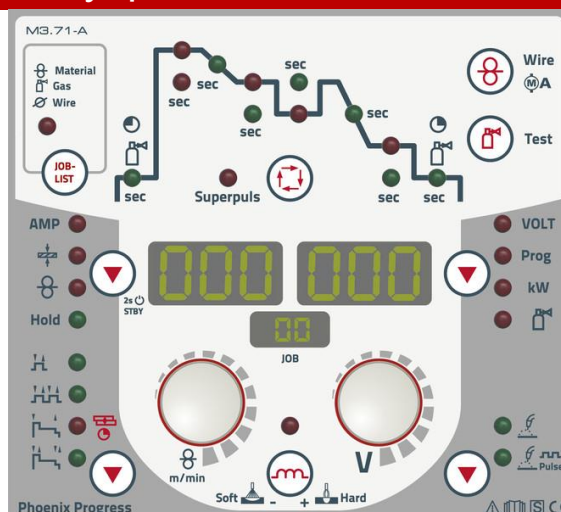 M3.71-A
Material
Gas
Wire
JOB-
LIST
sec
sec
sec
sec
sec
sec
sec
sec
Superpuls
Wire
MA
Test
AMP
Hold
2s
STBY
000
000
00
JOB
VOLT
Prog
kW
m/min
V
Soft
-
+
Hard
Pulse
Phoenix Progress
S